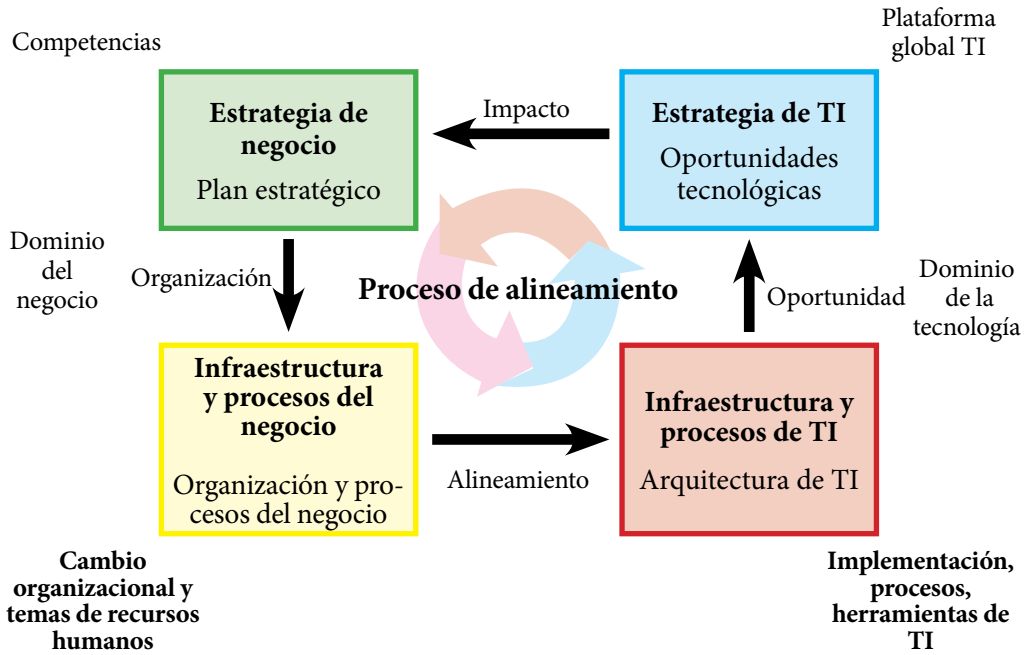 Competencias
Plataforma
global TI
Estrategia de
negocio
Plan estratégico
Impacto
Estrategia de TI
Oportunidades
tecnológicas
Dominio
del
negocio
Organización
Proceso de alineamiento
Oportunidad
Dominio
de la
tecnología
Infraestructura
y procesos del
negocio
Organización y pro-
cesos del negocio
Alineamiento
Infraestructura y
procesos de TI
Arquitectura de TI
Cambio
organizacional y
temas de recursos
humanos
Implementación,
procesos,
herramientas de
TI